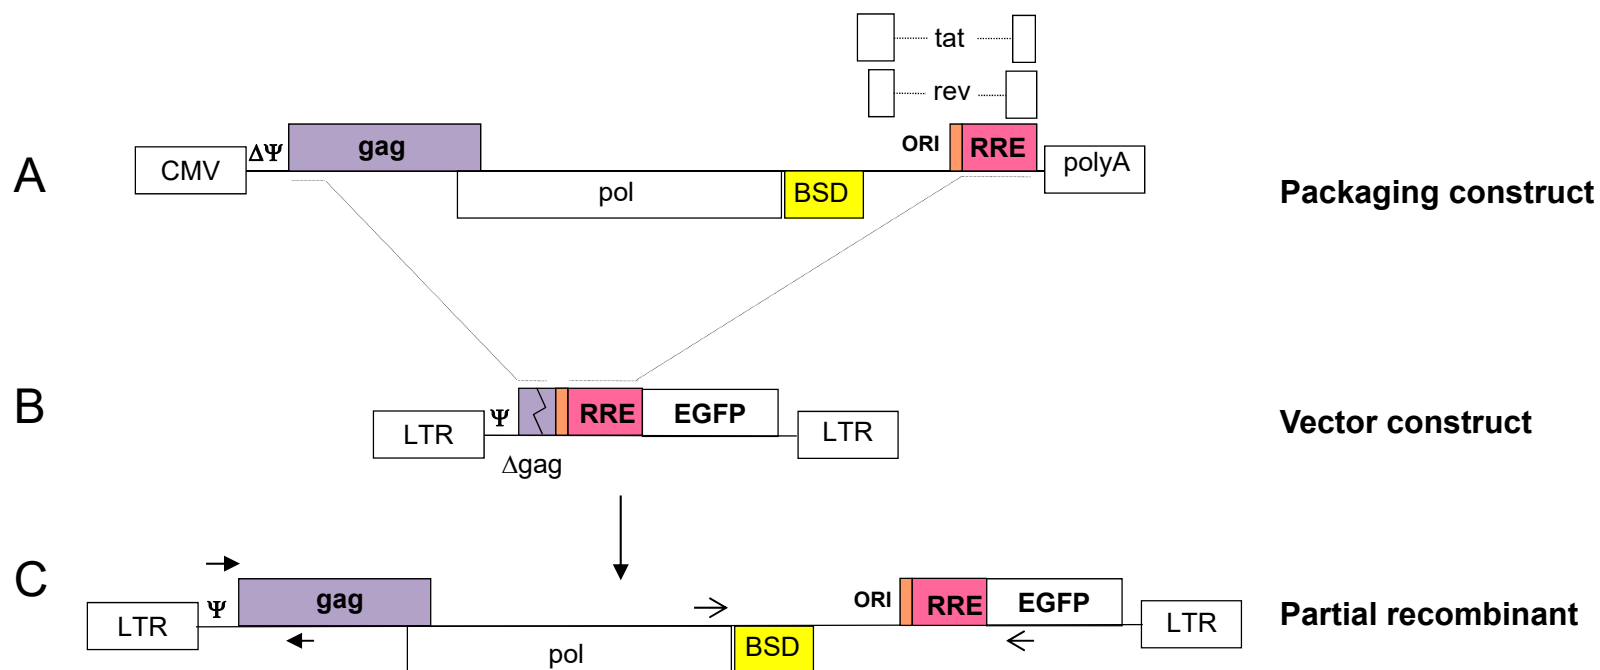 tat
rev
A
CMV
ΔΨ
gag
pol
BSD
ORI
RRE
polyA
Packaging construct
B
LTR
Ψ
RRE
EGFP
LTR
Δgag
Vector construct
C
LTR
Ψ
gag
pol
BSD
ORI
RRE
EGFP
LTR
Partial recombinant